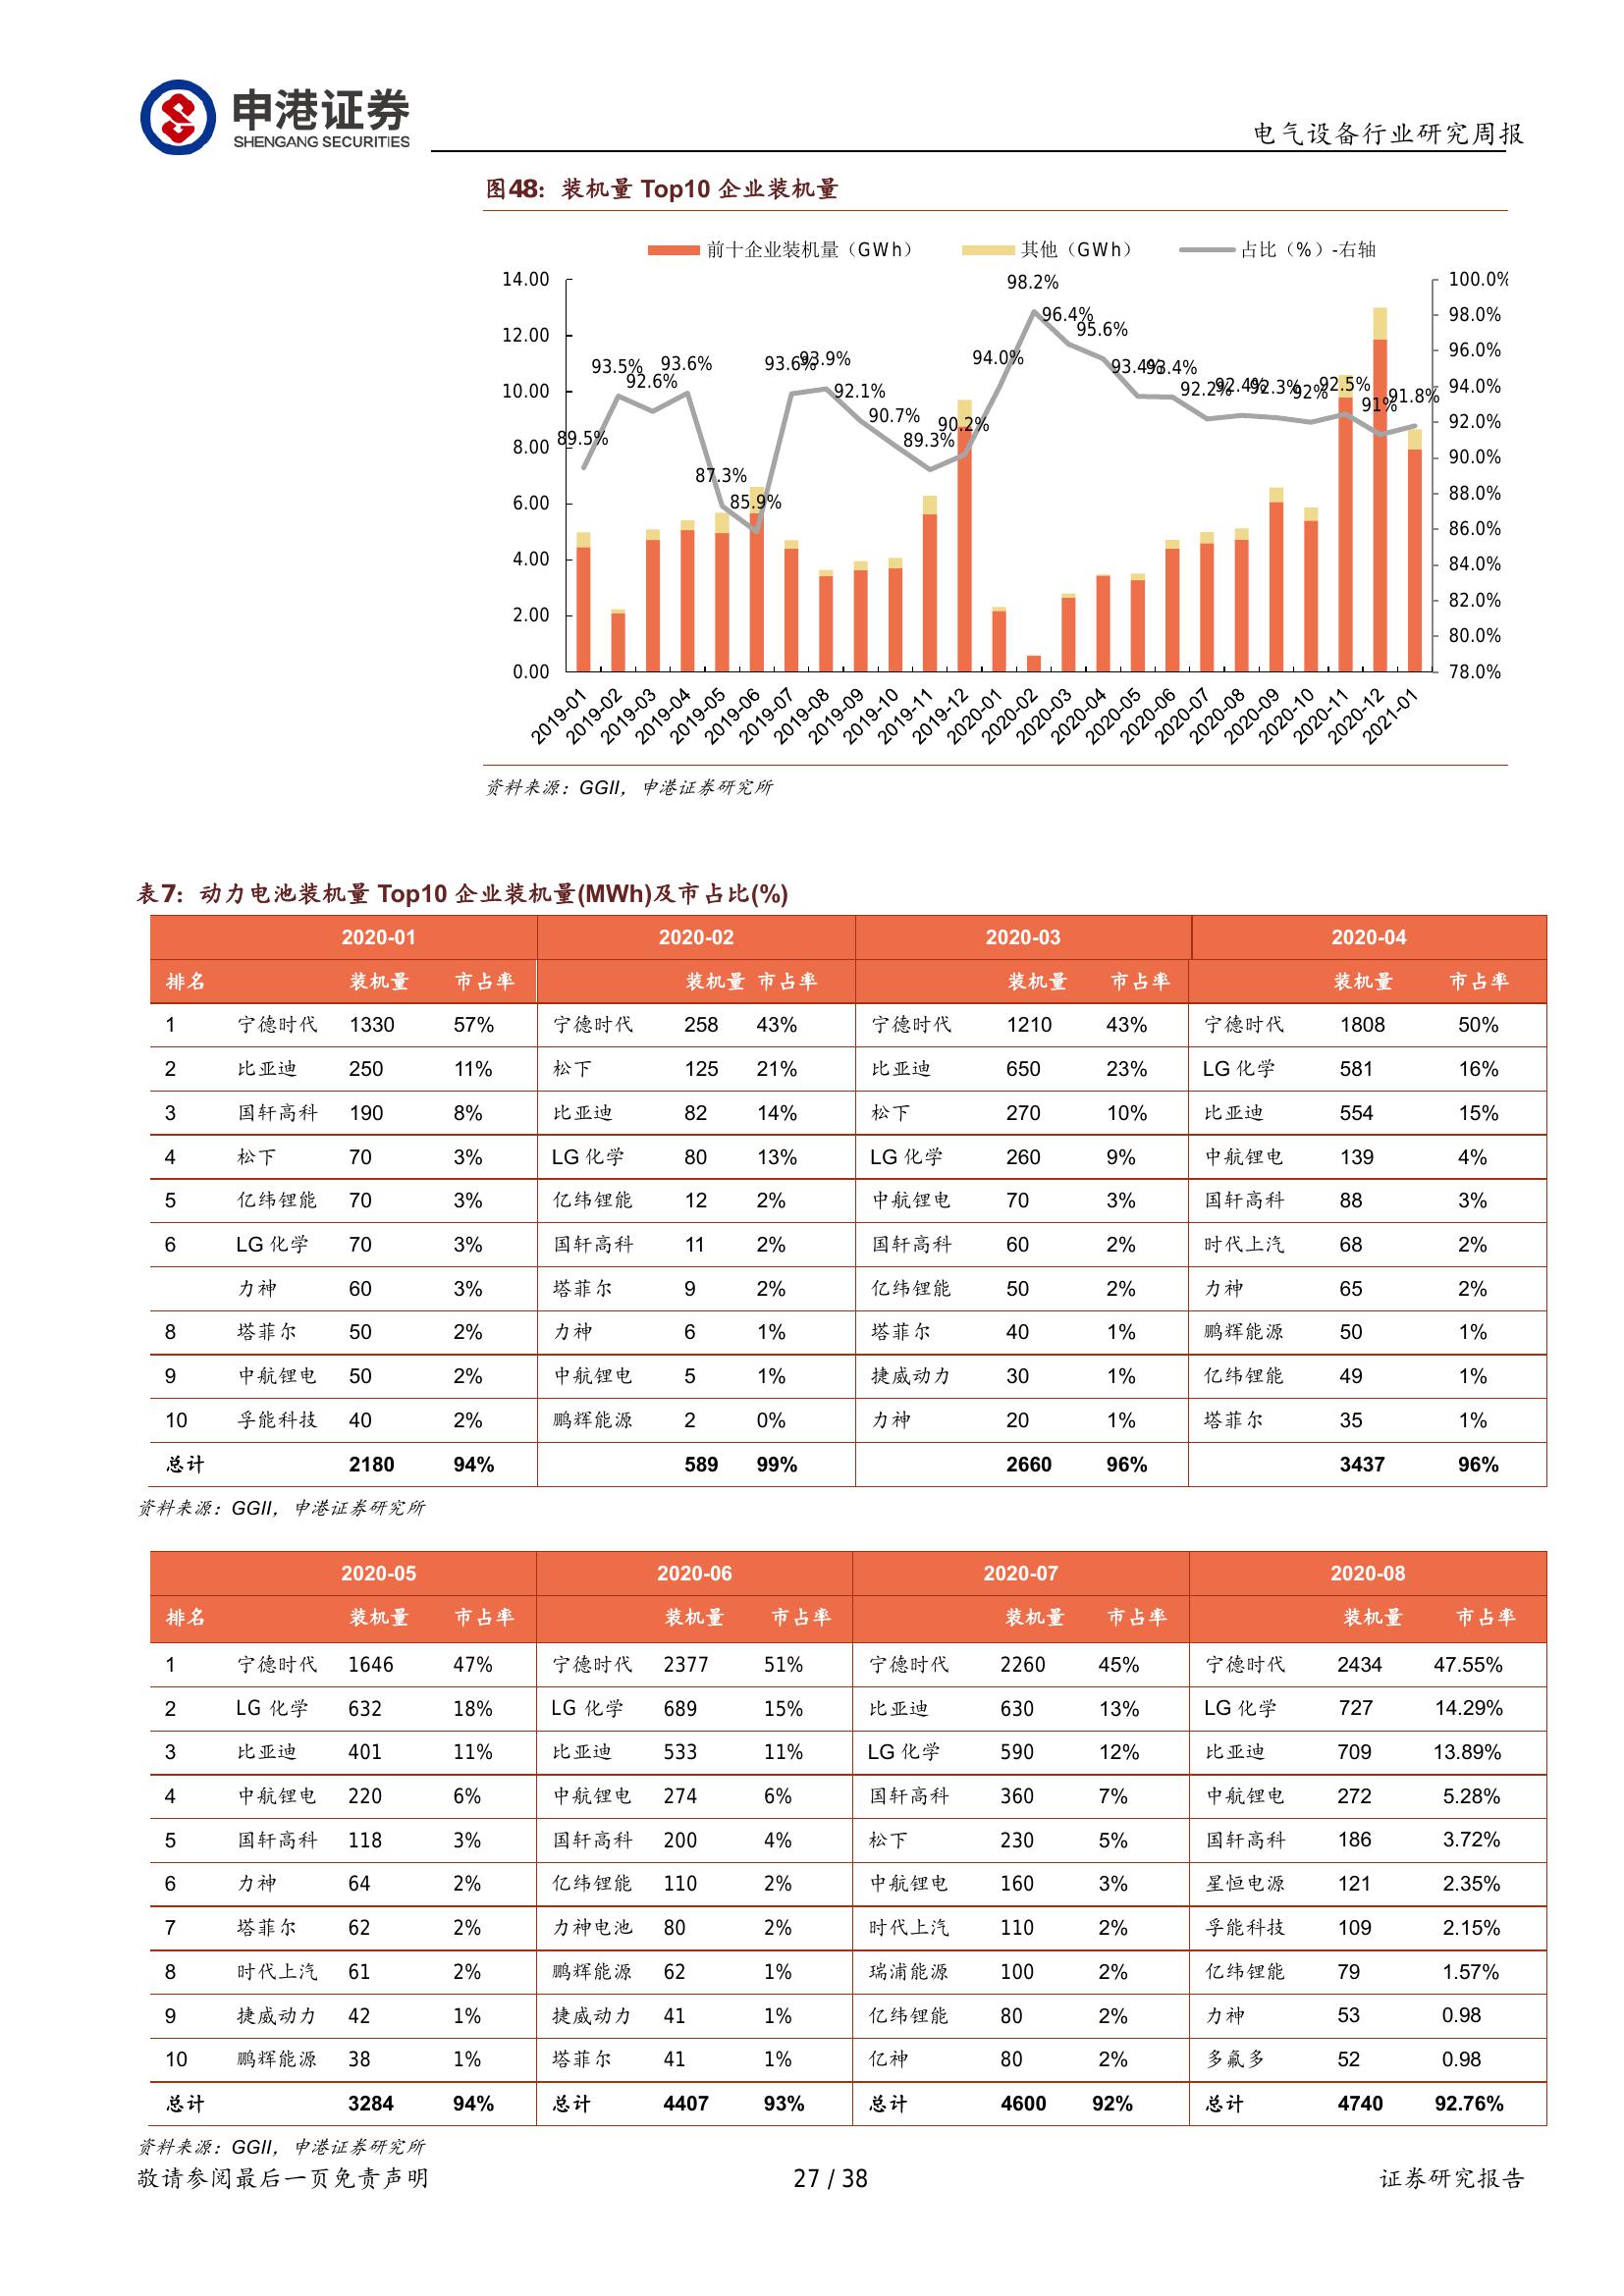 申港证券
SHENGANG SECURITIES
电气设备行业研究周报
图48：装机量 Top10 企业装机量
前十企业装机量（GWh） 其他（GWh） 占比（%）-右轴
14.00
12.00
10.00
8.00
6.00
4.00
2.00
0.00
89.5% 93.5% 92.6% 93.6% 87.3% 85.9% 93.6% 93.9% 92.1% 90.7% 89.3% 90.2% 94.0% 98.2% 96.4% 95.6% 93.4% 93.4% 92.2% 92.4% 92.3% 92% 92.5% 91% 91.8%
100.0%
98.0%
96.0%
94.0%
92.0%
90.0%
88.0%
86.0%
84.0%
82.0%
80.0%
78.0%
2019-01 2019-02 2019-03 2019-04 2019-05 2019-06 2019-07 2019-08 2019-09 2019-10 2019-11 2019-12 2020-01 2020-02 2020-03 2020-04 2020-05 2020-06 2020-07 2020-08 2020-09 2020-10 2020-11 2020-12 2021-01
资料来源：GGII，申港证券研究所
表7：动力电池装机量 Top10 企业装机量(MWh)及市占比(%)
2020-01 2020-02 2020-03 2020-04
排名 装机量 市占率 装机量 市占率 装机量 市占率 装机量 市占率
1 宁德时代 1330 57% 宁德时代 258 43% 宁德时代 1210 43% 宁德时代 1808 50%
2 比亚迪 250 11% 松下 125 21% 比亚迪 650 23% LG 化学 581 16%
3 国轩高科 190 8% 比亚迪 82 14% 松下 270 10% 比亚迪 554 15%
4 松下 70 3% LG 化学 80 13% LG 化学 260 9% 中航锂电 139 4%
5 亿纬锂能 70 3% 亿纬锂能 12 2% 中航锂电 70 3% 国轩高科 88 3%
6 LG 化学 70 3% 国轩高科 11 2% 国轩高科 60 2% 时代上汽 68 2%
力神 60 3% 塔菲尔 9 2% 亿纬锂能 50 2% 力神 65 2%
8 塔菲尔 50 2% 力神 6 1% 塔菲尔 40 1% 鹏辉能源 50 1%
9 中航锂电 50 2% 中航锂电 5 1% 捷威动力 30 1% 亿纬锂能 49 1%
10 孚能科技 40 2% 鹏辉能源 2 0% 力神 20 1% 塔菲尔 35 1%
总计 2180 94% 589 99% 2660 96% 3437 96%
资料来源：GGII，申港证券研究所
2020-05 2020-06 2020-07 2020-08
排名 装机量 市占率 装机量 市占率 装机量 市占率 装机量 市占率
1 宁德时代 1646 47% 宁德时代 2377 51% 宁德时代 2260 45% 宁德时代 2434 47.55%
2 LG 化学 632 18% LG 化学 689 15% 比亚迪 630 13% LG 化学 727 14.29%
3 比亚迪 401 11% 比亚迪 533 11% LG 化学 590 12% 比亚迪 709 13.89%
4 中航锂电 220 6% 中航锂电 274 6% 国轩高科 360 7% 中航锂电 272 5.28%
5 国轩高科 118 3% 国轩高科 200 4% 松下 230 5% 国轩高科 186 3.72%
6 力神 64 2% 亿纬锂能 110 2% 中航锂电 160 3% 星恒电源 121 2.35%
7 塔菲尔 62 2% 力神电池 80 2% 时代上汽 110 2% 孚能科技 109 2.15%
8 时代上汽 61 2% 鹏辉能源 62 1% 瑞浦能源 100 2% 亿纬锂能 79 1.57%
9 捷威动力 42 1% 捷威动力 41 1% 亿纬锂能 80 2% 力神 53 0.98
10 鹏辉能源 38 1% 塔菲尔 41 1% 亿神 80 2% 多氟多 52 0.98
总计 3284 94% 总计 4407 93% 总计 4600 92% 总计 4740 92.76%
资料来源：GGII，申港证券研究所
敬请参阅最后一页免责声明 27 / 38 证券研究报告